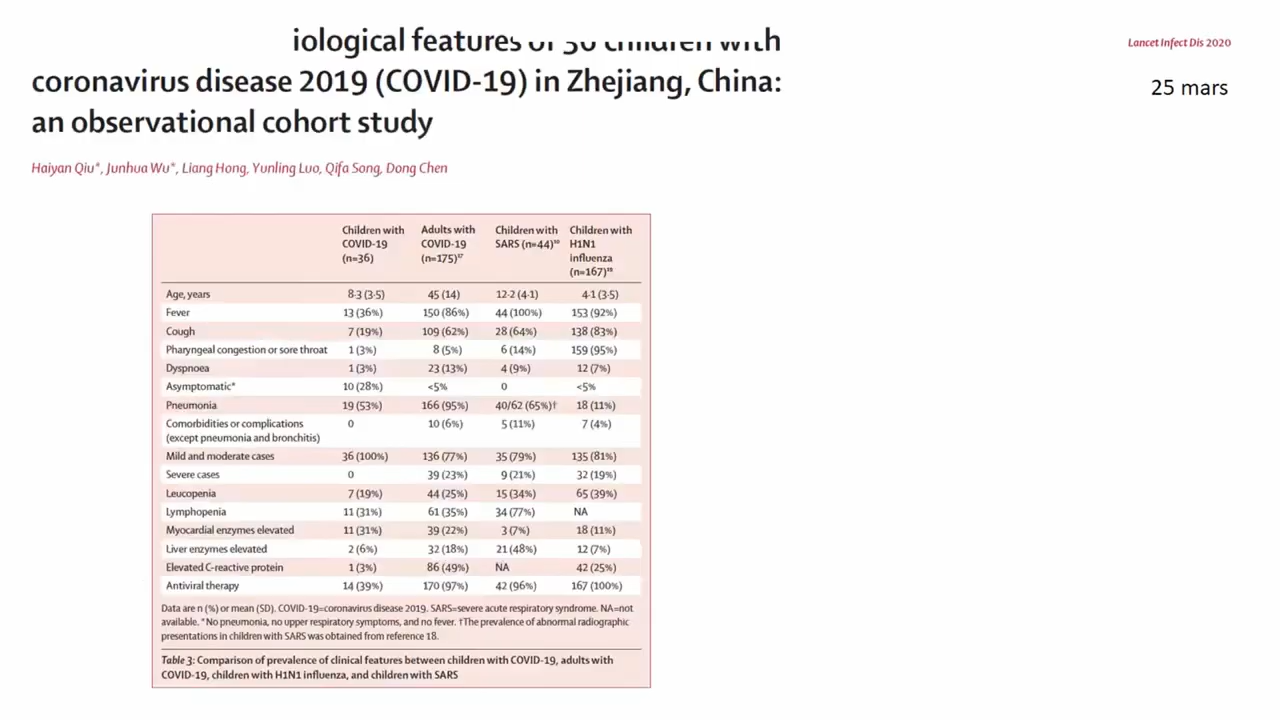 iological features of 36 children with
coronavirus disease 2019 (COVID-19) in Zhejiang, China:
an observational cohort study
Haiyan Qiu*, Junhua Wu*, Liang Hong, Yunling Luo, Qifa Song, Dong Chen
Lancet Infect Dis 2020
25 mars
Children with COVID-19 (n=36) Adults with COVID-19 (n=175)¹⁷ Children with SARS (n=44)¹⁰ Children with H1N1 influenza (n=167)¹⁸
Age, years 8·3 (3·5) 45 (14) 12·2 (4·1) 4·1 (3·5)
Fever 13 (36%) 150 (86%) 44 (100%) 153 (92%)
Cough 7 (19%) 109 (62%) 28 (64%) 138 (83%)
Pharyngeal congestion or sore throat 1 (3%) 8 (5%) 6 (14%) 159 (95%)
Dyspnoea 1 (3%) 23 (13%) 4 (9%) 12 (7%)
Asymptomatic* 10 (28%) <5% 0 <5%
Pneumonia 19 (53%) 166 (95%) 40/62 (65%)† 18 (11%)
Comorbidities or complications (except pneumonia and bronchitis) 0 10 (6%) 5 (11%) 7 (4%)
Mild and moderate cases 36 (100%) 136 (77%) 35 (79%) 135 (81%)
Severe cases 0 39 (23%) 9 (21%) 32 (19%)
Leucopenia 7 (19%) 44 (25%) 15 (34%) 65 (39%)
Lymphopenia 11 (31%) 61 (35%) 34 (77%) NA
Myocardial enzymes elevated 11 (31%) 39 (22%) 3 (7%) 18 (11%)
Liver enzymes elevated 2 (6%) 32 (18%) 21 (48%) 12 (7%)
Elevated C-reactive protein 1 (3%) 86 (49%) NA 42 (25%)
Antiviral therapy 14 (39%) 170 (97%) 42 (96%) 167 (100%)
Data are n (%) or mean (SD). COVID-19=coronavirus disease 2019. SARS=severe acute respiratory syndrome. NA=not
available. *No pneumonia, no upper respiratory symptoms, and no fever. †The prevalence of abnormal radiographic
presentations in children with SARS was obtained from reference 18.
Table 3: Comparison of prevalence of clinical features between children with COVID-19, adults with
COVID-19, children with H1N1 influenza, and children with SARS